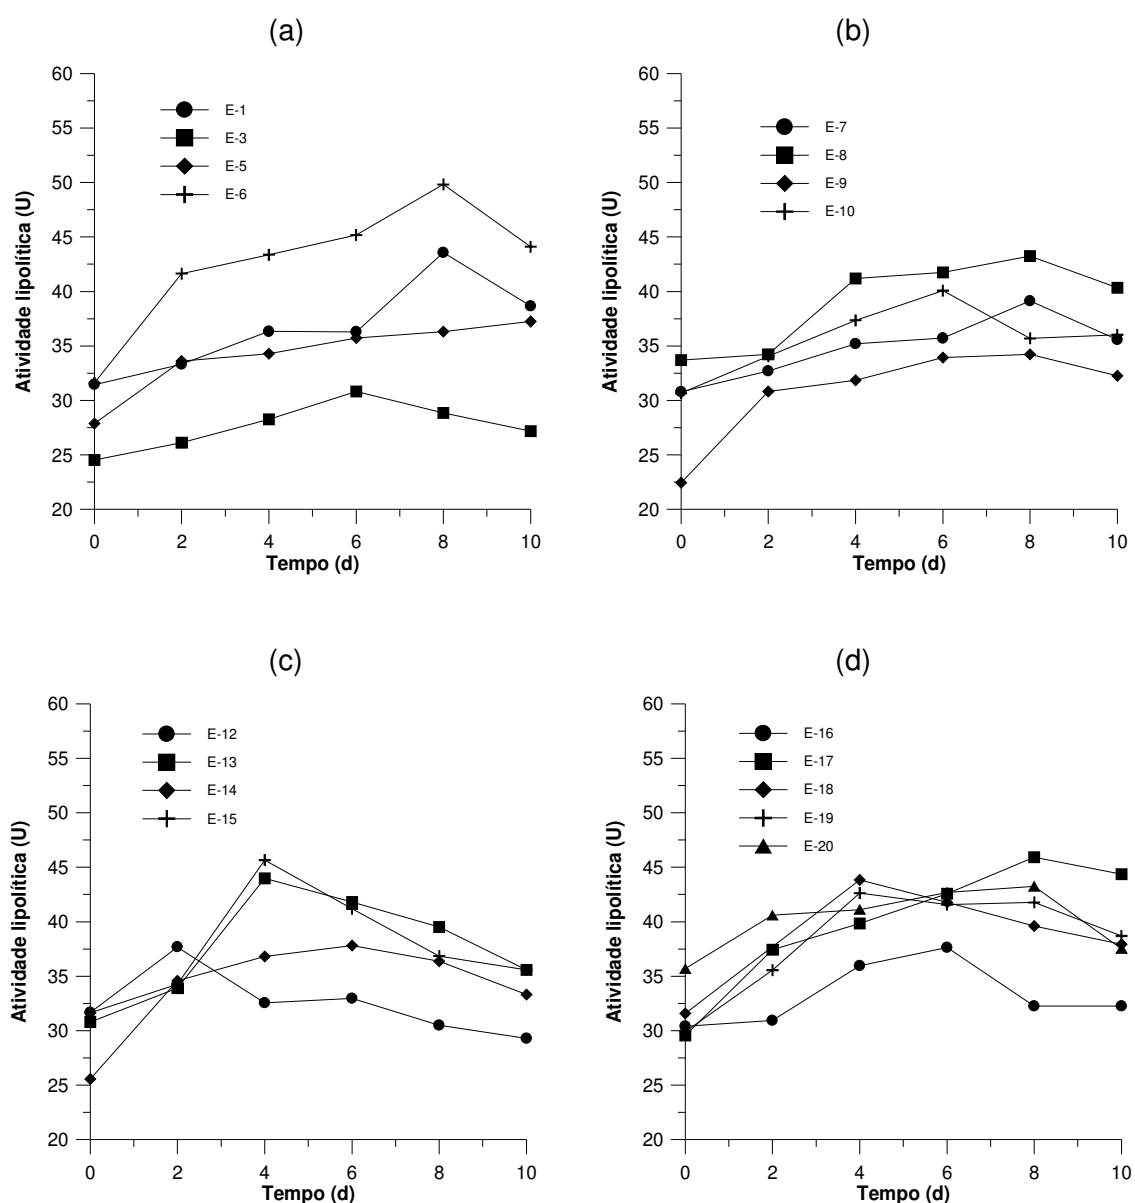 (a)
60
55
50
45
40
35
30
25
20
Atividade lipolítica (U)
E-1
E-3
E-5
E-6
0 2 4 6 8 10
Tempo (d)
(b)
60
55
50
45
40
35
30
25
20
Atividade lipolítica (U)
E-7
E-8
E-9
E-10
0 2 4 6 8 10
Tempo (d)
(c)
60
55
50
45
40
35
30
25
20
Atividade lipolítica (U)
E-12
E-13
E-14
E-15
0 2 4 6 8 10
Tempo (d)
(d)
60
55
50
45
40
35
30
25
20
Atividade lipolítica (U)
E-16
E-17
E-18
E-19
E-20
0 2 4 6 8 10
Tempo (d)